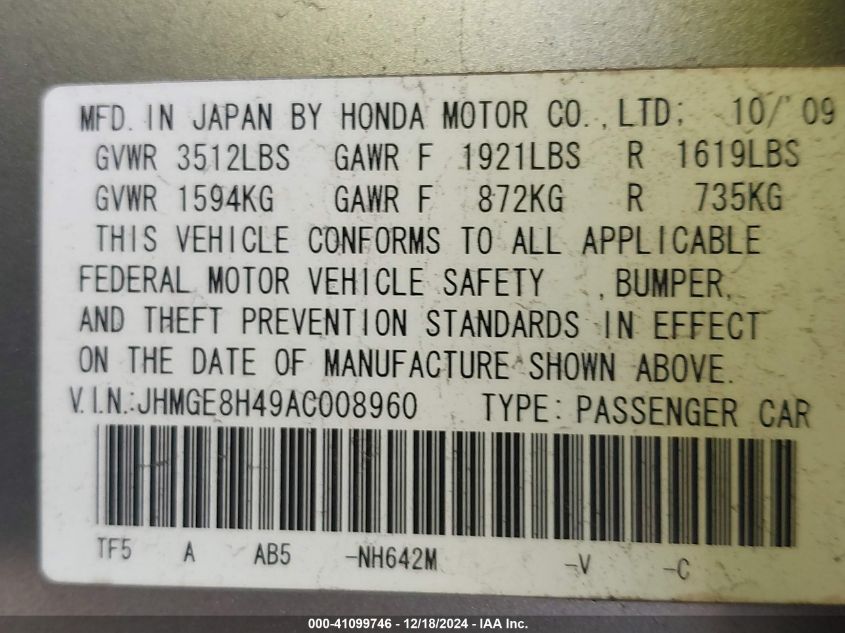 MFD. IN JAPAN BY HONDA MOTOR CO., LTD; 10/'09
GVWR 3512LBS GAWR F 1921LBS R 1619LBS
GVWR 1594KG GAWR F 872KG R 735KG
THIS VEHICLE CONFORMS TO ALL APPLICABLE
FEDERAL MOTOR VEHICLE SAFETY , BUMPER,
AND THEFT PREVENTION STANDARDS IN EFFECT
ON THE DATE OF MANUFACTURE SHOWN ABOVE.
V.I.N.:JHMGE8H49AC008960 TYPE: PASSENGER CAR
TF5 A AB5 -NH642M -V -C
000-41099746 - 12/18/2024 - IAA Inc.